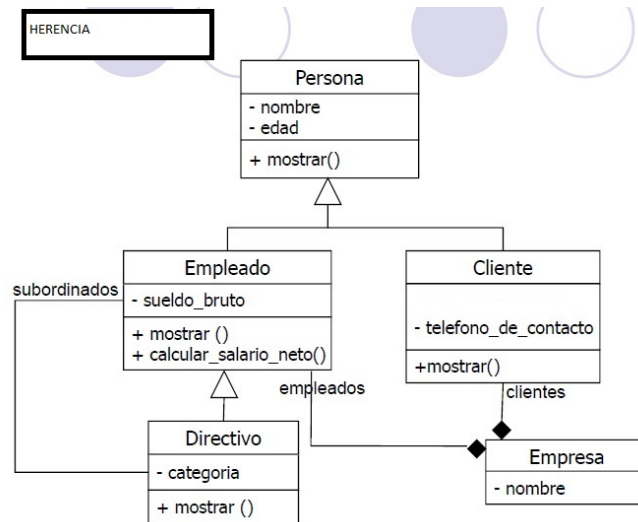 HERENCIA
Persona
- nombre
- edad
+ mostrar()
Empleado
- sueldo_bruto
+ mostrar ()
+ calcular_salario_neto()
Cliente
- telefono_de_contacto
+mostrar()
subordinados
empleados
clientes
Directivo
- categoria
+ mostrar ()
Empresa
- nombre